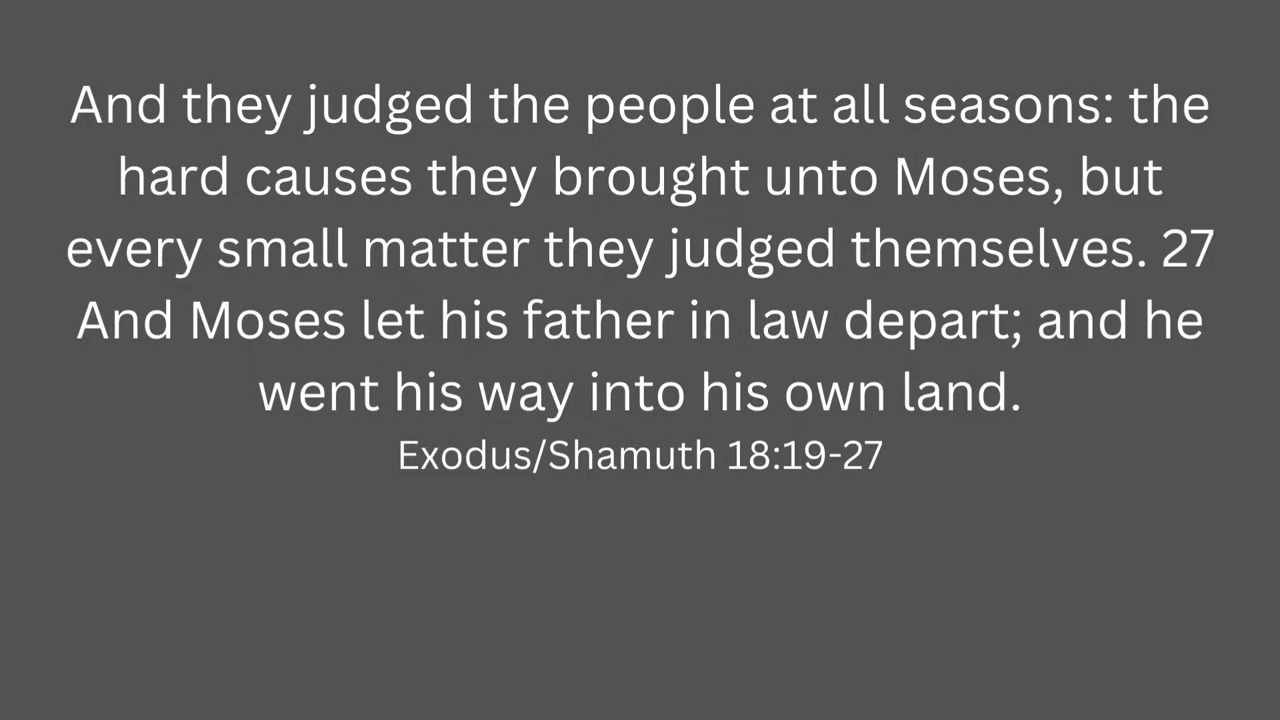 And they judged the people at all seasons: the
hard causes they brought unto Moses, but
every small matter they judged themselves. 27
And Moses let his father in law depart; and he
went his way into his own land.
Exodus/Shamuth 18:19-27